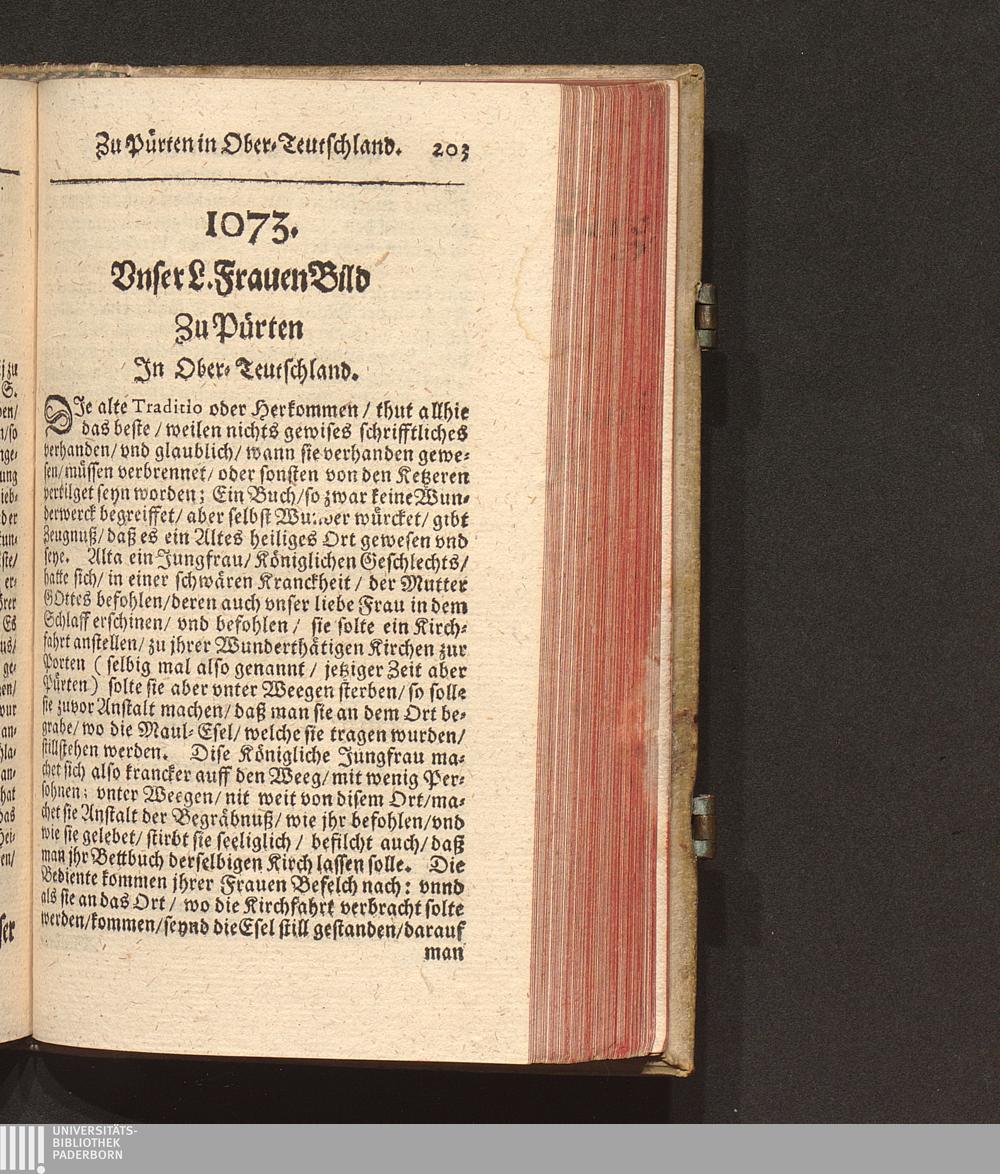 Zu Pürten in Ober-Teutschland. 203
1073.
Vnser L. Frauen Bild
Zu Pürten
In Ober-Teutschland.
DIe alte Traditio oder Herkommen / thut allhie
das beste / weilen nichts gewises schrifftliches
verhanden / vnd glaublich / wann sie verhanden gewe-
sen / müssen verbrennet / oder sonsten von den Ketzeren
vertilget seyn worden; Ein Buch / so zwar keine Wun-
derwerck begreiffet / aber selbst Wunder würcket / gibt
Zeugnuß / daß es ein Altes heiliges Ort gewesen vnd
seye. Alta ein Jungfrau / Königlichen Geschlechts /
hatte sich / in einer schwären Kranckheit / der Mutter
GOttes befohlen / deren auch vnser liebe Frau in dem
Schlaff erschinen / vnd befohlen / sie solte ein Kirch-
fahrt anstellen / zu jhrer Wunderthätigen Kirchen zur
Porten ( selbig mal also genannt / jetziger Zeit aber
Pürten ) solte sie aber vnter Weegen sterben / so solle
sie zuvor Anstalt machen / daß man sie an dem Ort be-
grabe / wo die Maul-Esel / welche sie tragen wurden /
stillstehen werden. Dise Königliche Jungfrau ma-
chet sich also krancker auff den Weeg / mit wenig Per-
sohnen; vnter Weegen / nit weit von disem Ort / ma-
chet sie Anstalt der Begräbnuß / wie jhr befohlen / vnd
wie sie gelebet / stirbt sie seeliglich / befilcht auch / daß
man jhr Bettbuch derselbigen Kirch lassen solle. Die
Bediente kommen jhrer Frauen Befelch nach: vnnd
als sie an das Ort / wo die Kirchfahrt verbracht solte
werden / kommen / seynd die Esel still gestanden / darauf
man
UNIVERSITÄTS-
BIBLIOTHEK
PADERBORN